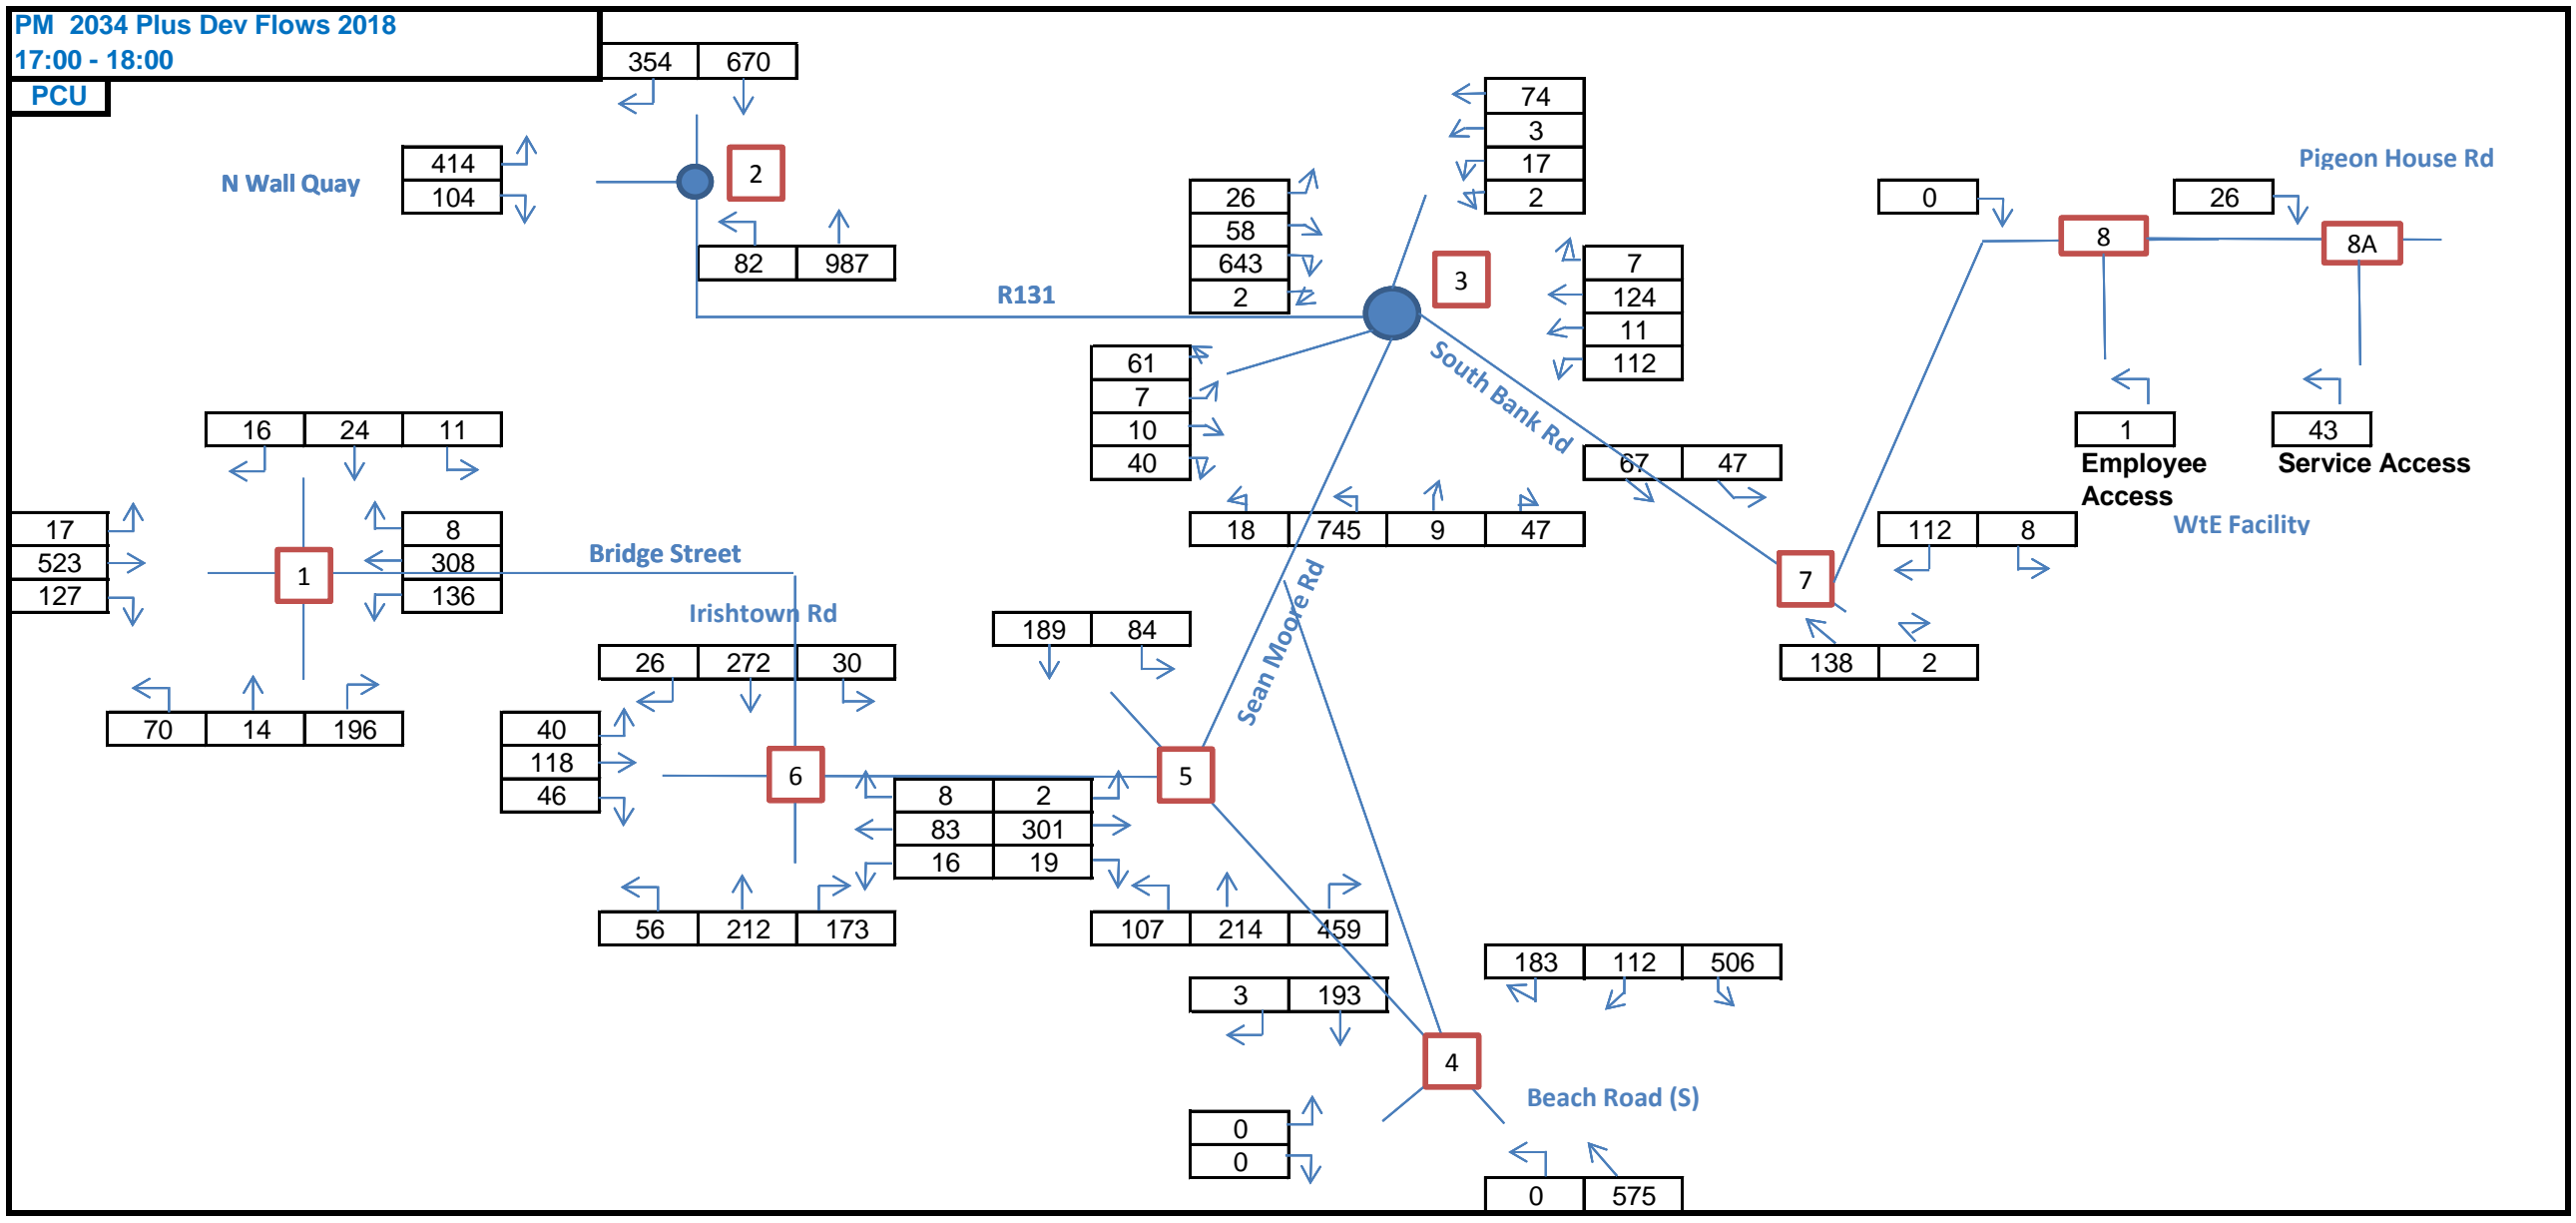 PM 2034 Plus Dev Flows 2018
17:00 - 18:00
PCU
354 670
N Wall Quay
414
104
2
82 987
R131
74
3
17
2
26
58
643
2
3
7
124
11
112
61
7
10
40
18 745 9 47
South Bank Rd
67 47
0
8
26
Pigeon House Rd
8A
1
Employee
Access
43
Service Access
WtE Facility
112 8
7
138 2
16 24 11
17
523
127
1
8
308
136
Bridge Street
70 14 196
Irishtown Rd
26 272 30
40
118
46
6
8 2
83 301
16 19
56 212 173
189 84
Sean Moore Rd
5
107 214 459
183 112 506
3 193
4
Beach Road (S)
0
0
0 575